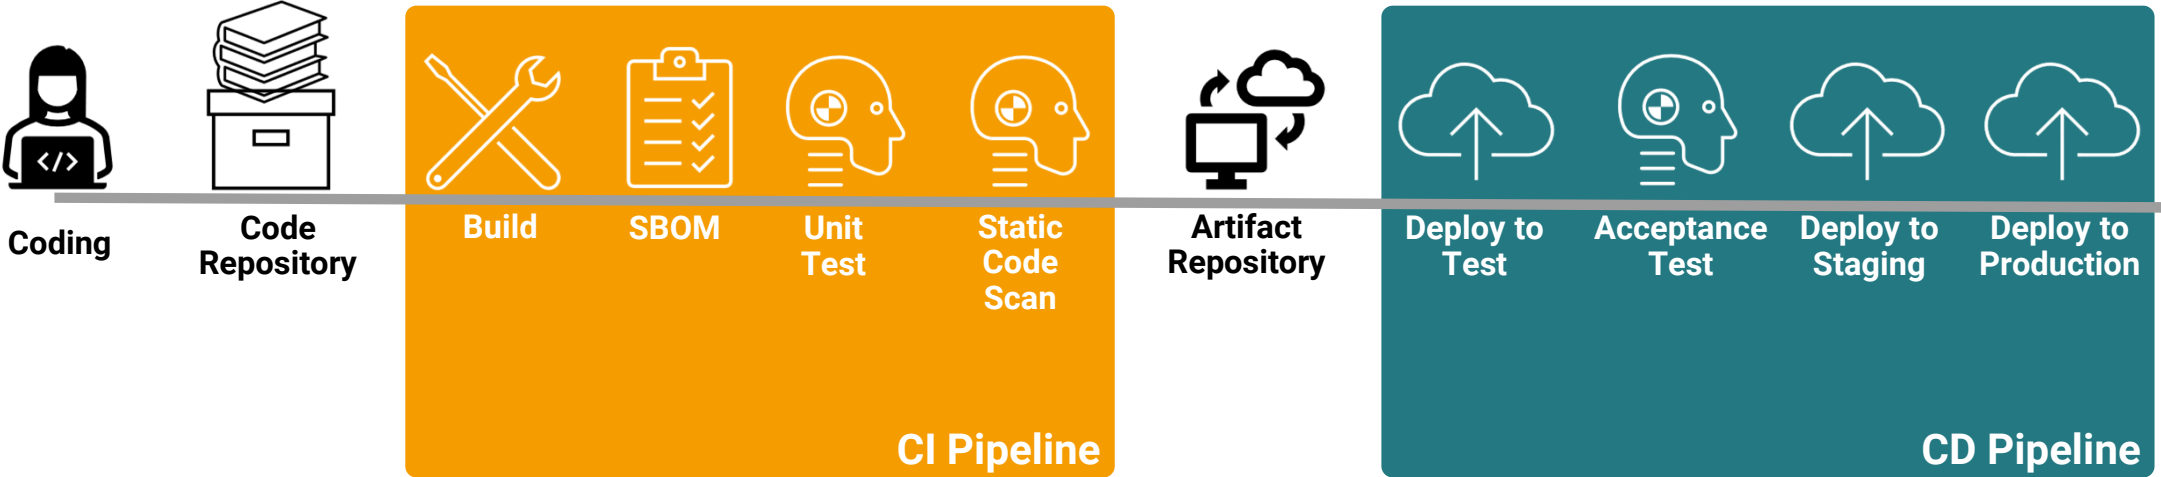 </>
Coding
Code
Repository
Build
SBOM
Unit
Test
Static
Code
Scan
CI Pipeline
Artifact
Repository
Deploy to
Test
Acceptance
Test
Deploy to
Staging
Deploy to
Production
CD Pipeline